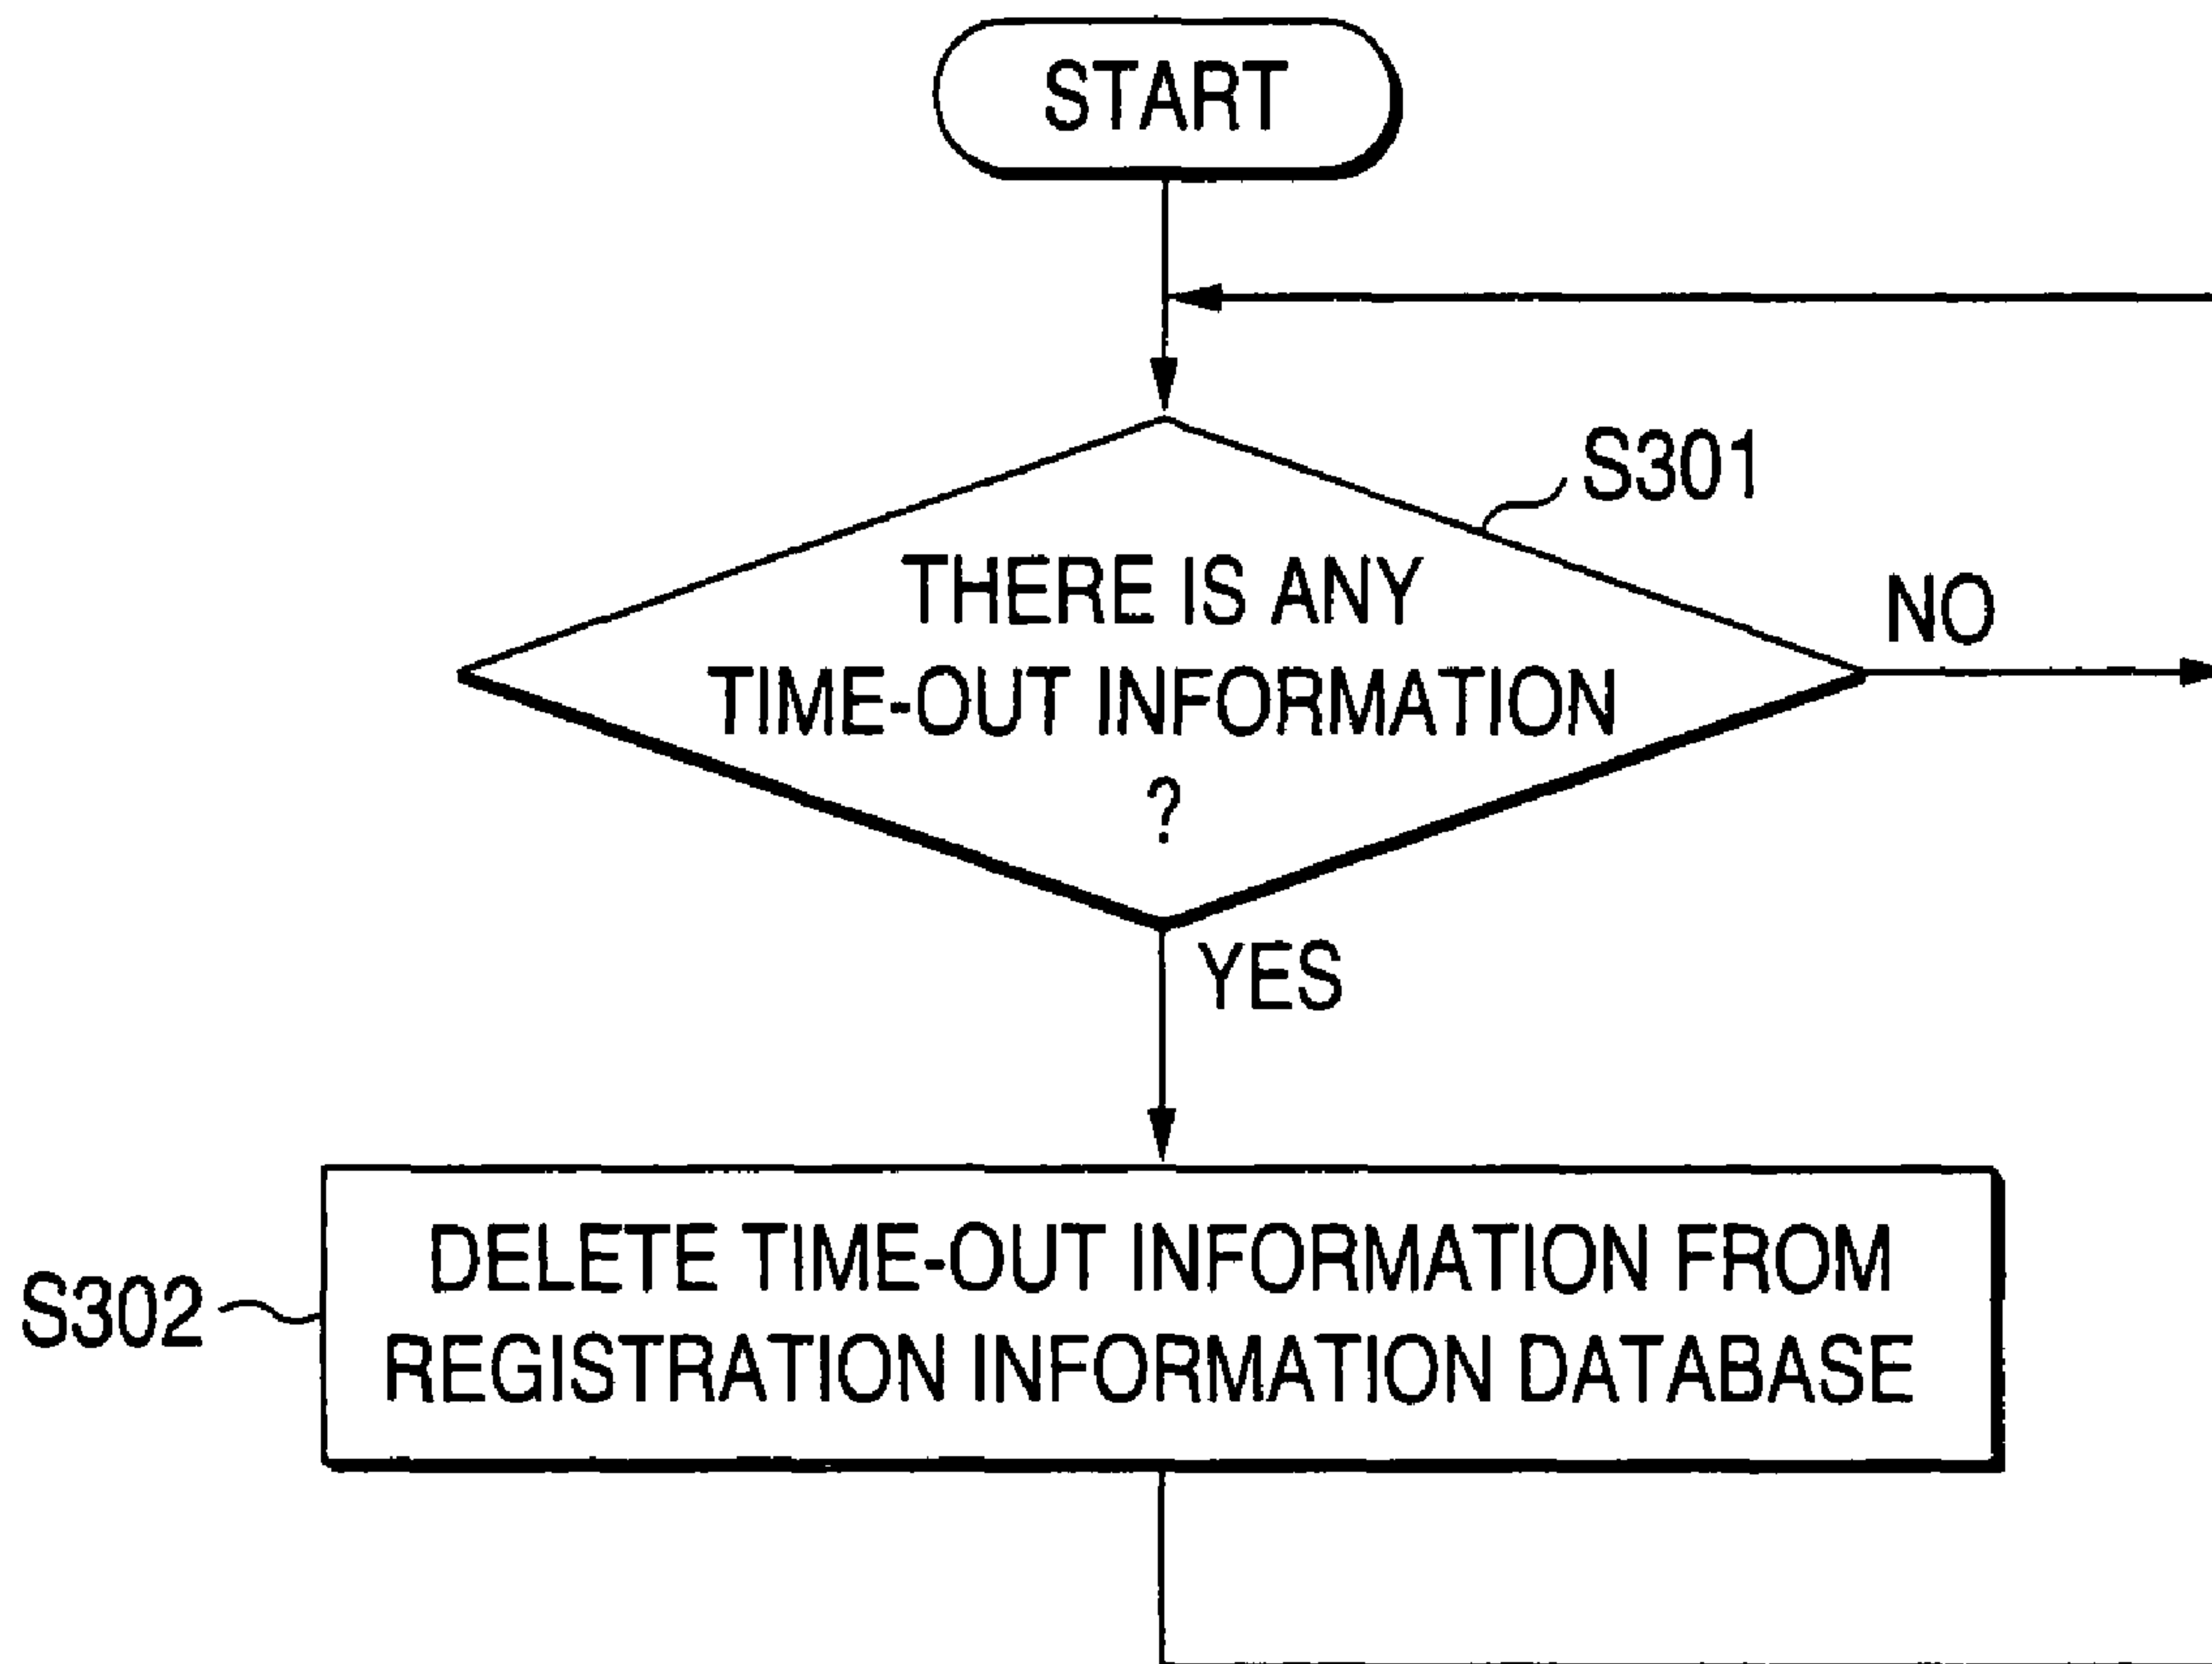 START
S301
THERE IS ANY
TIME-OUT INFORMATION
?
NO
YES
S302
DELETE TIME-OUT INFORMATION FROM
REGISTRATION INFORMATION DATABASE